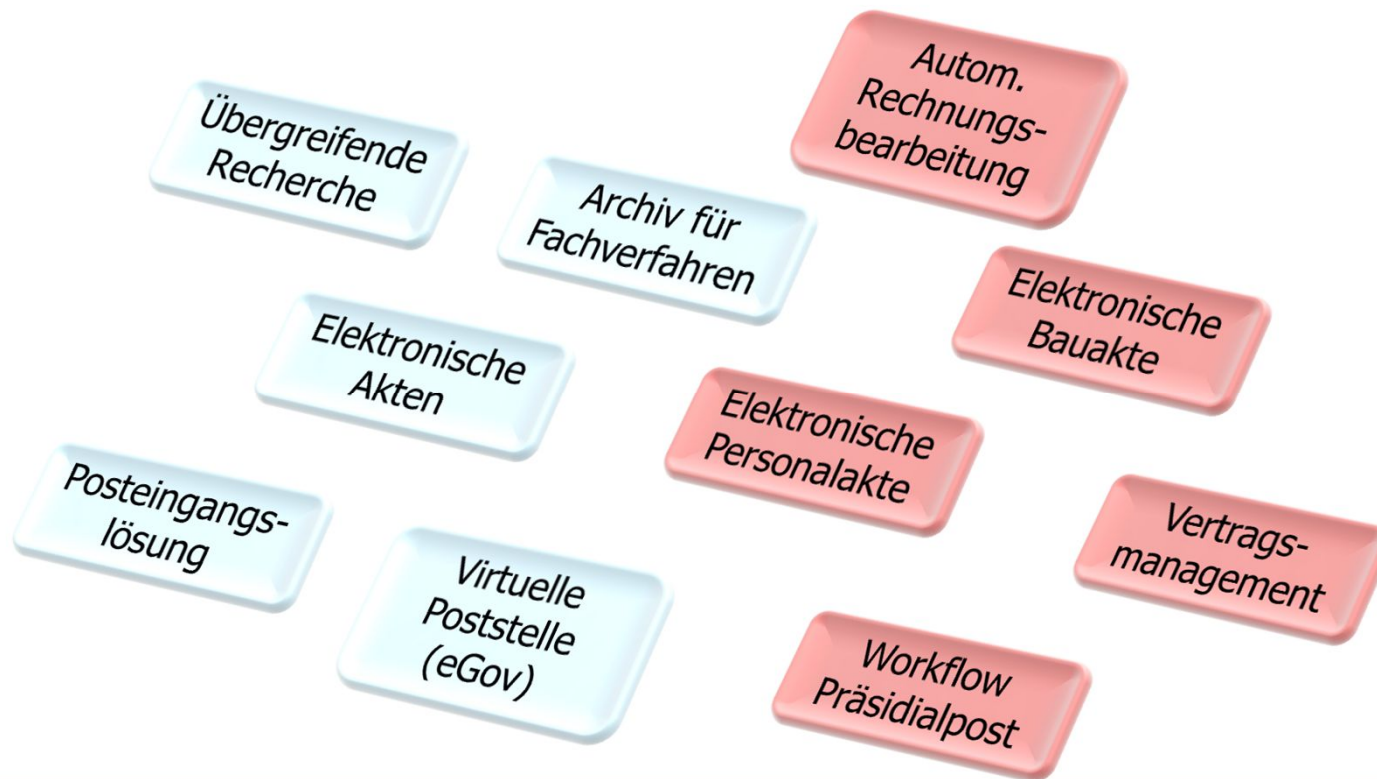 Übergreifende
Recherche
Archiv für
Fachverfahren
Elektronische
Akten
Posteingangs-
lösung
Virtuelle
Poststelle
(eGov)
Autom.
Rechnungs-
bearbeitung
Elektronische
Bauakte
Elektronische
Personalakte
Vertrags-
management
Workflow
Präsidialpost